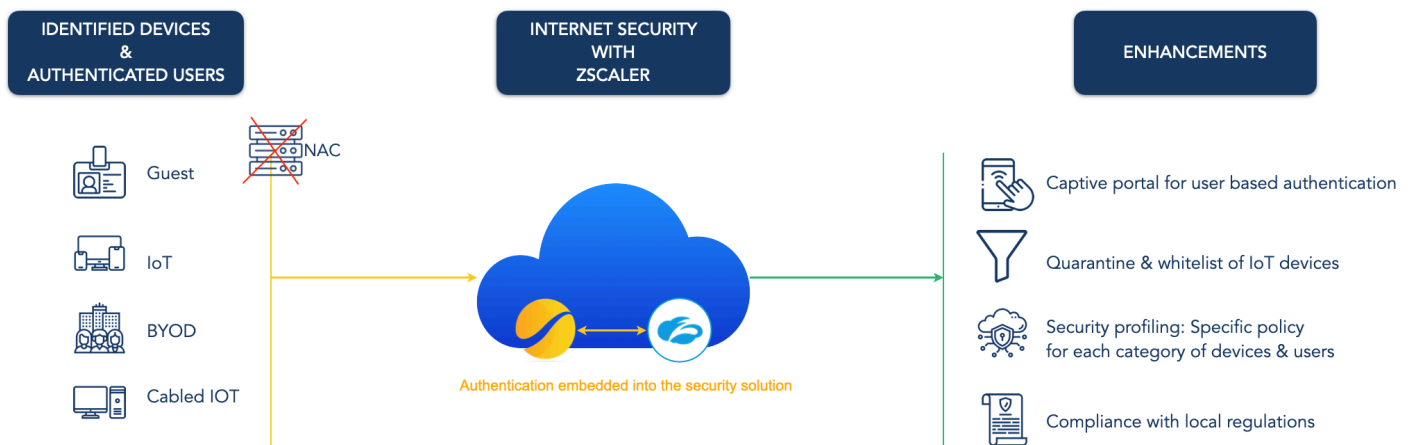 IDENTIFIED DEVICES
&
AUTHENTICATED USERS
INTERNET SECURITY
WITH
ZSCALER
ENHANCEMENTS
NAC
Guest
IoT
BYOD
Cabled IOT
Authentication embedded into the security solution
Captive portal for user based authentication
Quarantine & whitelist of IoT devices
Security profiling: Specific policy
for each category of devices & users
Compliance with local regulations